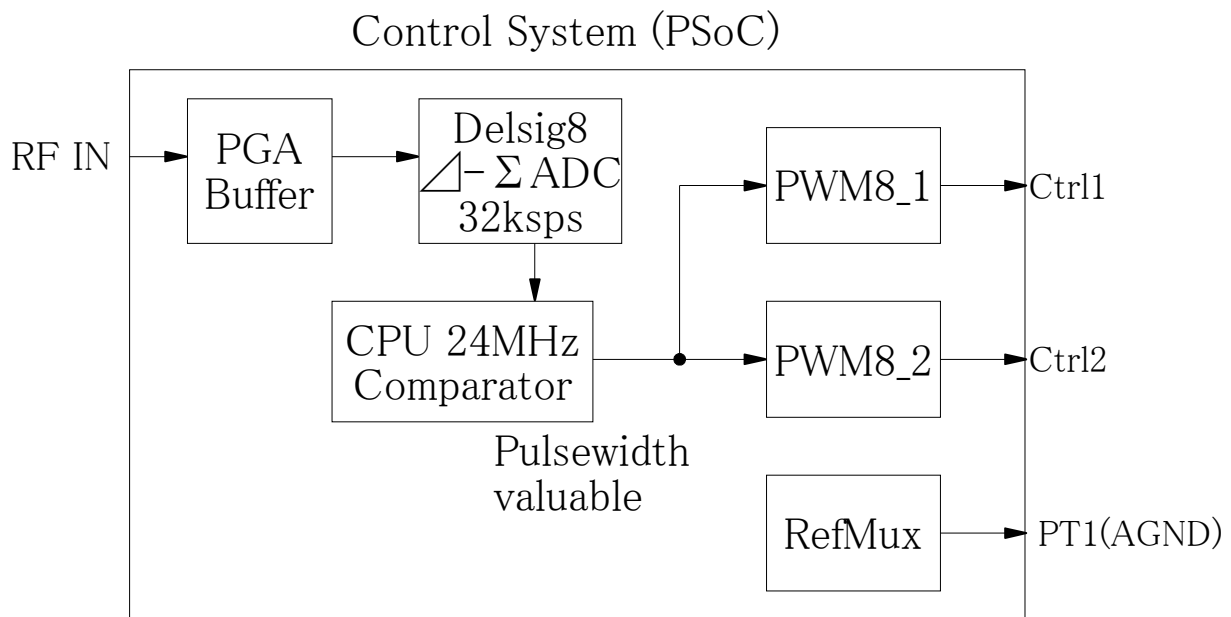 Control System (PSoC)
RF IN
PGA
Buffer
Delsig8
⊿−Σ ADC
32ksps
CPU 24MHz
Comparator
Pulsewidth
valuable
PWM8_1
Ctrl1
PWM8_2
Ctrl2
RefMux
PT1(AGND)